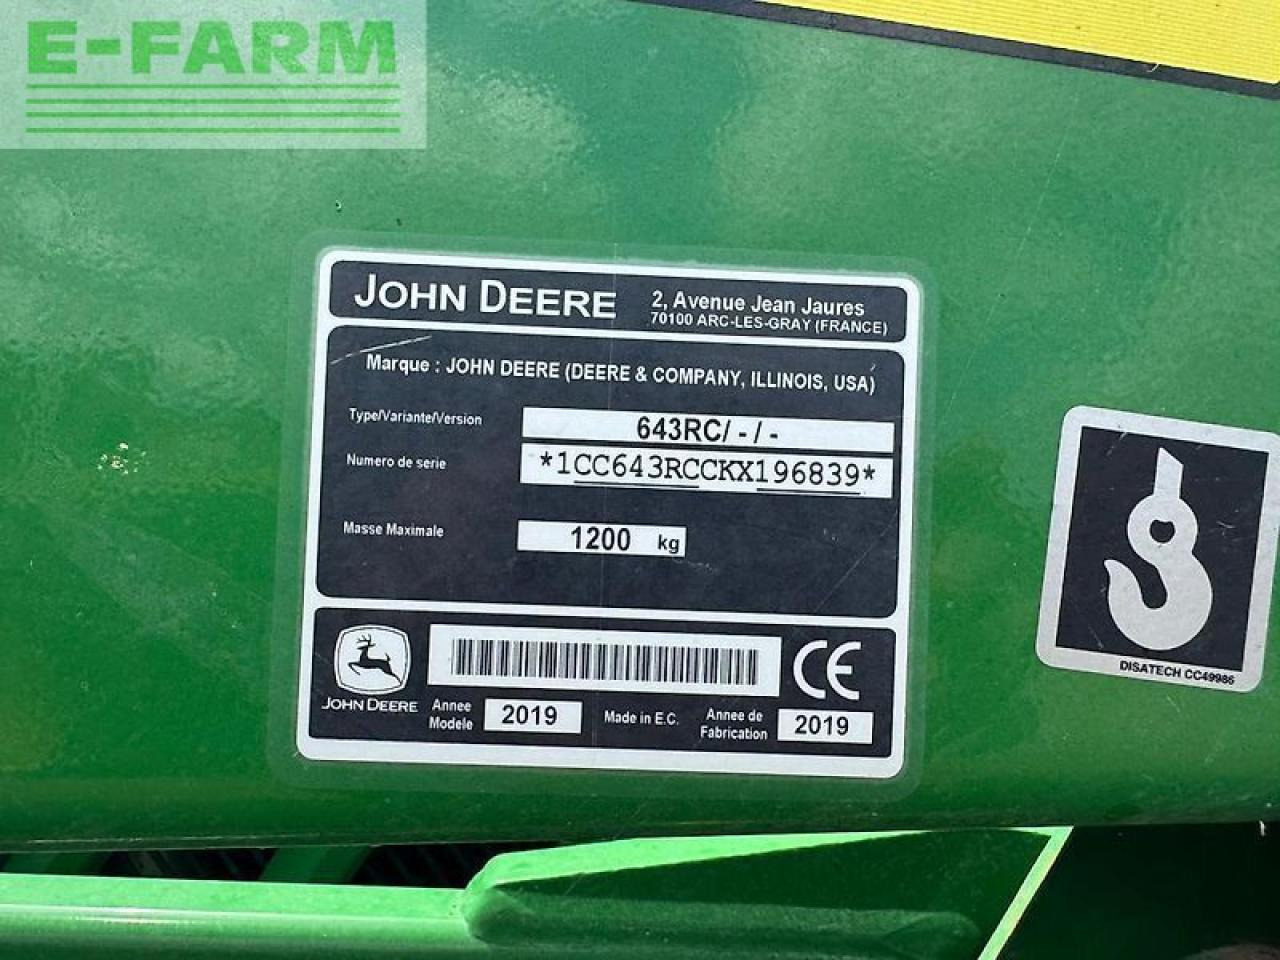 E-FARM
JOHN DEERE
2, Avenue Jean Jaures
70100 ARC-LES-GRAY (FRANCE)
Marque : JOHN DEERE (DEERE & COMPANY, ILLINOIS, USA)
Type/Variante/Version 643RC/ - / -
Numero de serie *1CC643RCCKX196839*
Masse Maximale 1200 kg
JOHN DEERE
Annee Modele 2019
Made in E.C.
Annee de Fabrication 2019
CE
DISATECH CC49986